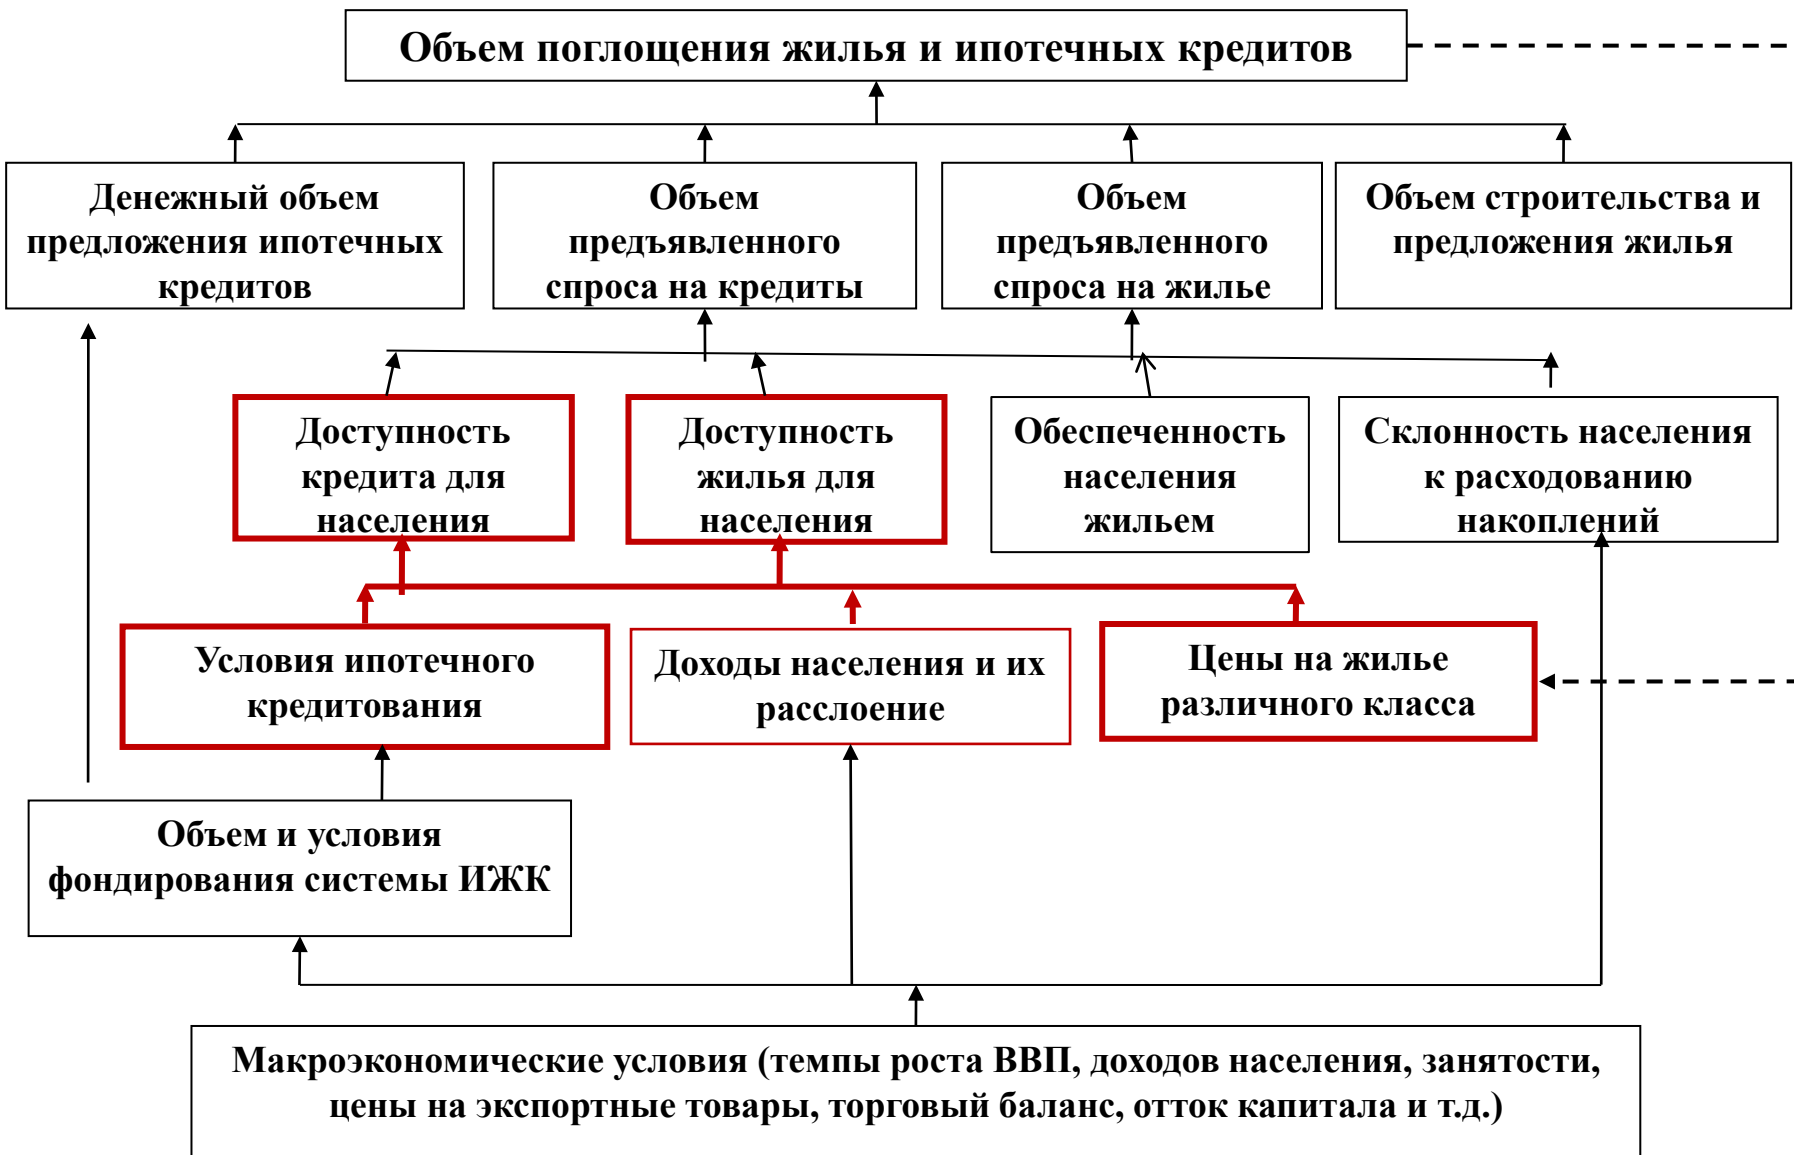 Объем поглощения жилья и ипотечных кредитов
Денежный объем
предложения ипотечных
кредитов
Объем
предъявленного
спроса на кредиты
Объем
предъявленного
спроса на жилье
Объем строительства и
предложения жилья
Доступность
кредита для
населения
Доступность
жилья для
населения
Обеспеченность
населения
жильем
Склонность населения
к расходованию
накоплений
Условия ипотечного
кредитования
Доходы населения и их
расслоение
Цены на жилье
различного класса
Объем и условия
фондирования системы ИЖК
Макроэкономические условия (темпы роста ВВП, доходов населения, занятости,
цены на экспортные товары, торговый баланс, отток капитала и т.д.)